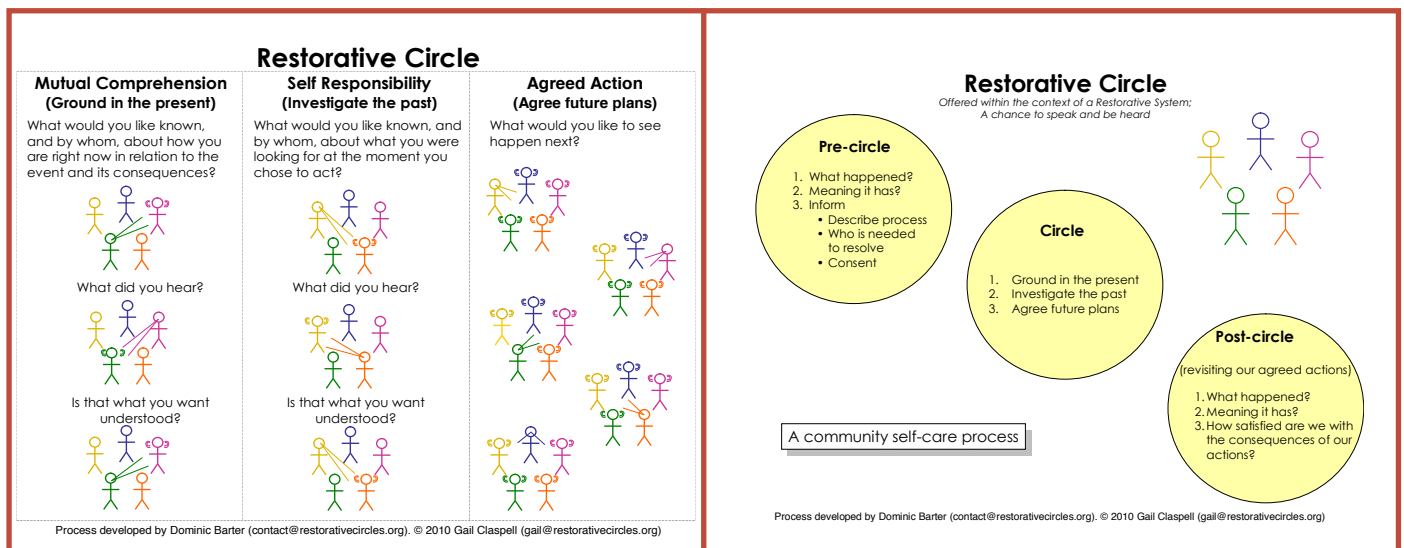 Restorative Circle
Mutual Comprehension
(Ground in the present)
What would you like known,
and by whom, about how you
are right now in relation to the
event and its consequences?
What did you hear?
Is that what you want
understood?
Self Responsibility
(Investigate the past)
What would you like known, and
by whom, about what you were
looking for at the moment you
chose to act?
What did you hear?
Is that what you want
understood?
Agreed Action
(Agree future plans)
What would you like to see
happen next?
Process developed by Dominic Barter (contact@restorativecircles.org). © 2010 Gail Claspell (gail@restorativecircles.org)
Restorative Circle
Offered within the context of a Restorative System;
A chance to speak and be heard
Pre-circle
1. What happened?
2. Meaning it has?
3. Inform
• Describe process
• Who is needed
to resolve
• Consent
Circle
1. Ground in the present
2. Investigate the past
3. Agree future plans
Post-circle
(revisiting our agreed actions)
1. What happened?
2. Meaning it has?
3. How satisfied are we with
the consequences of our
actions?
A community self-care process
Process developed by Dominic Barter (contact@restorativecircles.org). © 2010 Gail Claspell (gail@restorativecircles.org)